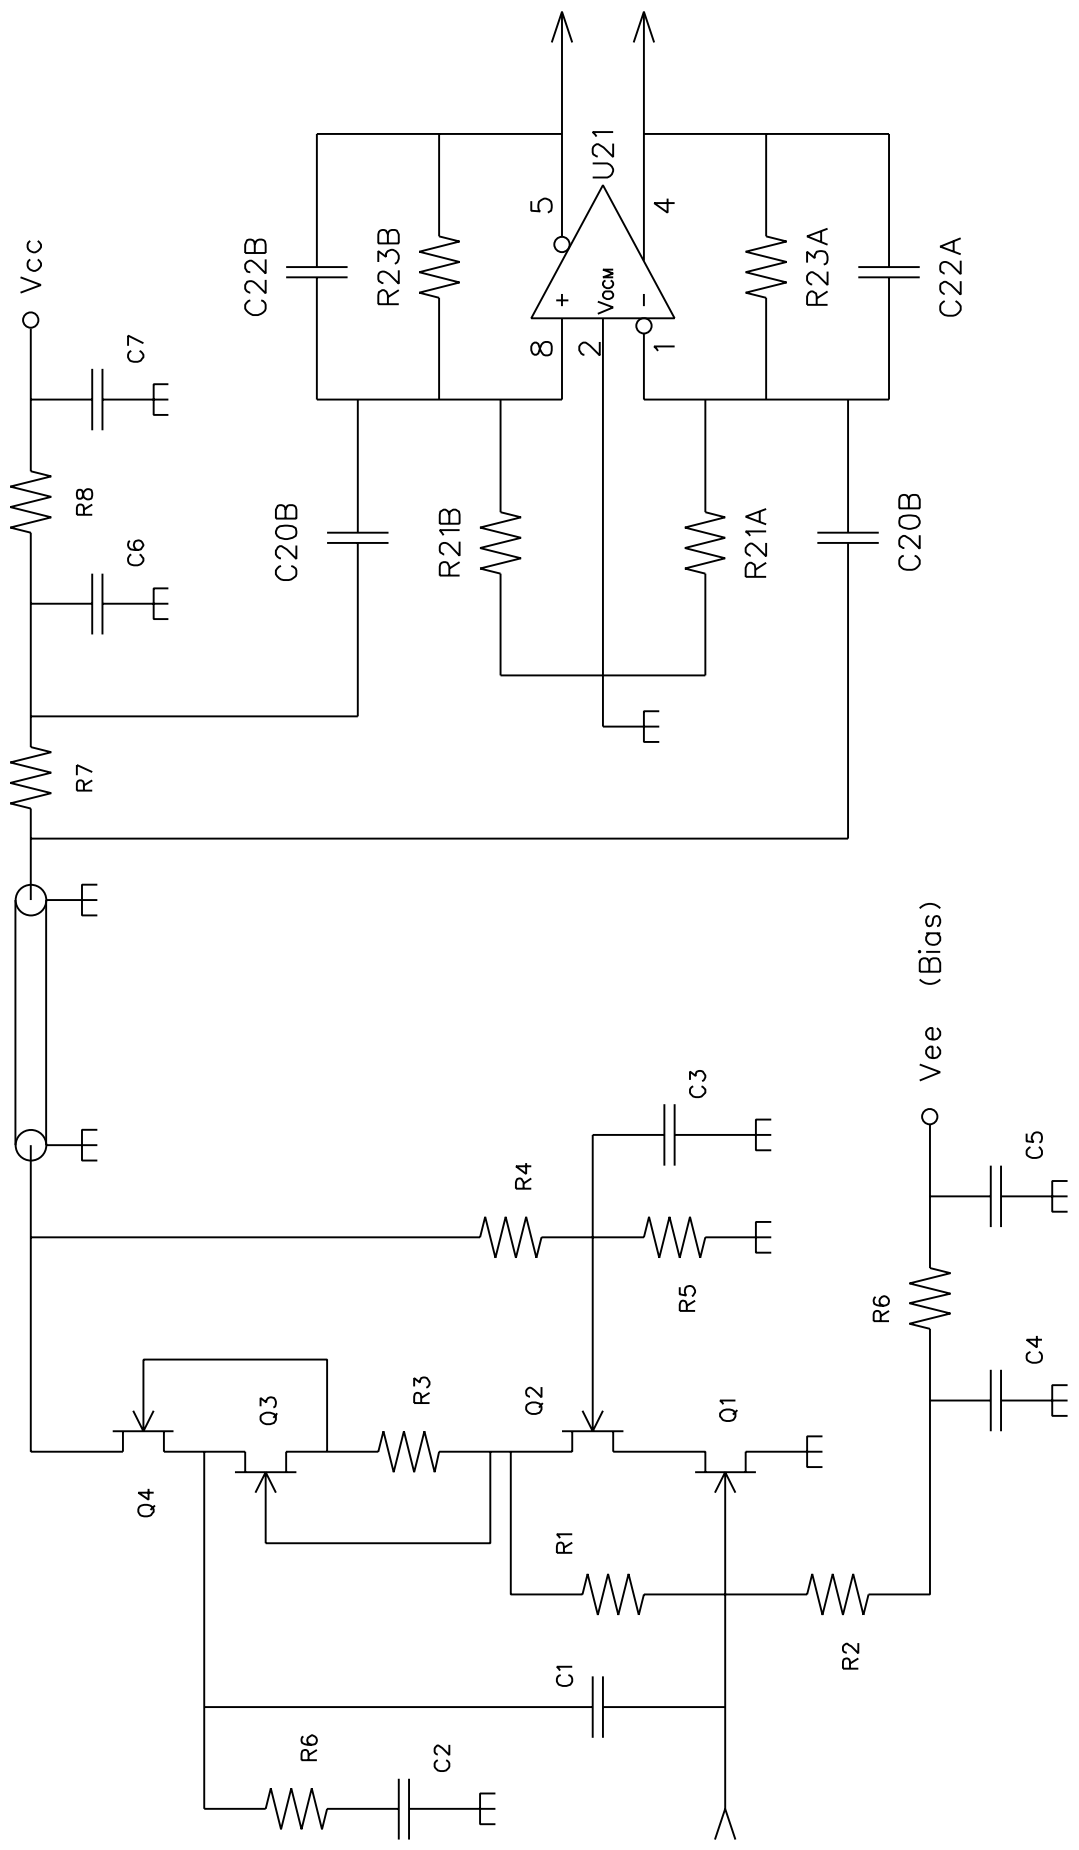 Vcc
C7
R8
C6
R7
C22B
R23B
U21
5
4
+
VOCM
-
8
2
1
R23A
C22A
C20B
R21B
R21A
C20B
Vee (Bias)
C3
R4
R5
C5
R6
C4
Q3
R3
Q2
Q1
Q4
R1
R2
C1
R6
C2